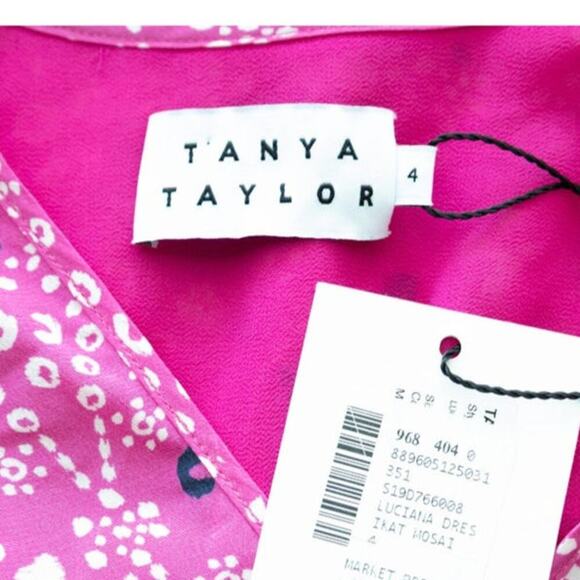 TANYA
TAYLOR
4
968 404 0
889605125031
351
S19D766008
LUCIANA DRES
IKAT MOSAI
4